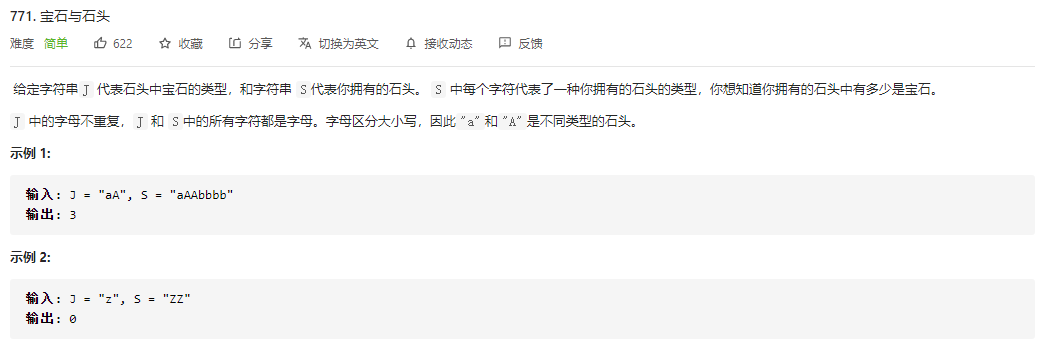 771. 宝石与石头
难度 简单 622 收藏 分享 切换为英文 接收动态 反馈
给定字符串 J 代表石头中宝石的类型，和字符串 S代表你拥有的石头。 S 中每个字符代表了一种你拥有的石头的类型，你想知道你拥有的石头中有多少是宝石。
J 中的字母不重复，J 和 S中的所有字符都是字母。字母区分大小写，因此"a"和"A"是不同类型的石头。
示例 1:
输入: J = "aA", S = "aAAbbbb"
输出: 3
示例 2:
输入: J = "z", S = "ZZ"
输出: 0